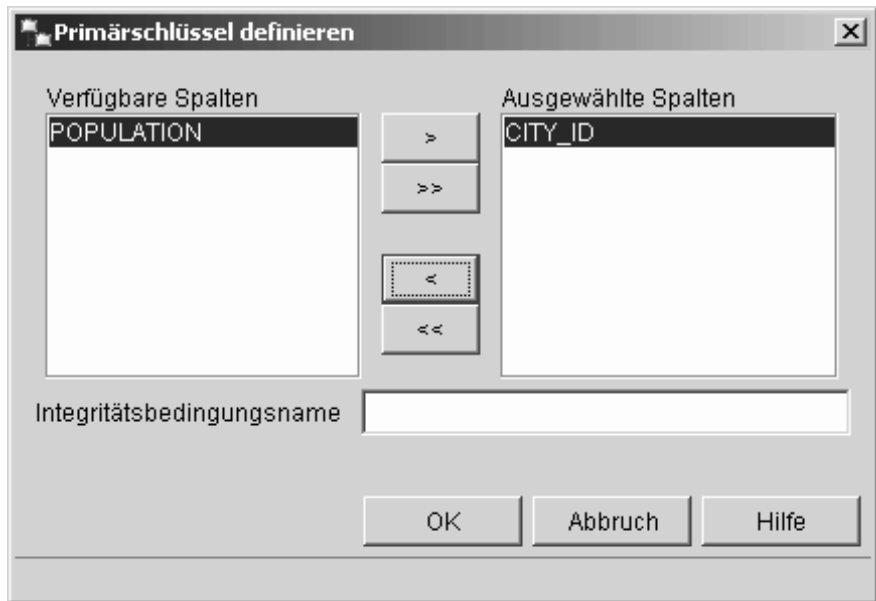 Primärschlüssel definieren
Verfügbare Spalten
POPULATION
>
>>
<
<<
Ausgewählte Spalten
CITY_ID
Integritätsbedingungsname
OK Abbruch Hilfe